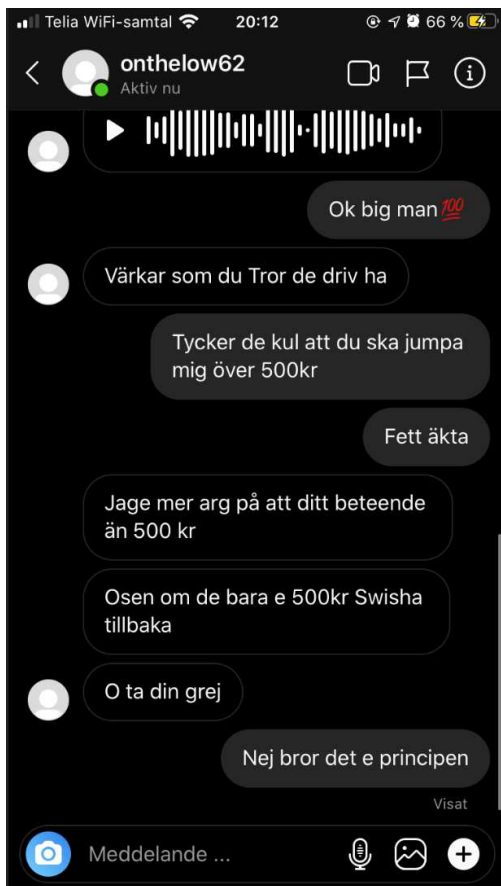 Telia WiFi-samtal 20:12 66 %
onthelow62
Aktiv nu
Ok big man 💯
Värkar som du Tror de driv ha
Tycker de kul att du ska jumpa
mig över 500kr
Fett äkta
Jage mer arg på att ditt beteende
än 500 kr
Osen om de bara e 500kr Swisha
tillbaka
O ta din grej
Nej bror det e principen
Visat
Meddelande ...